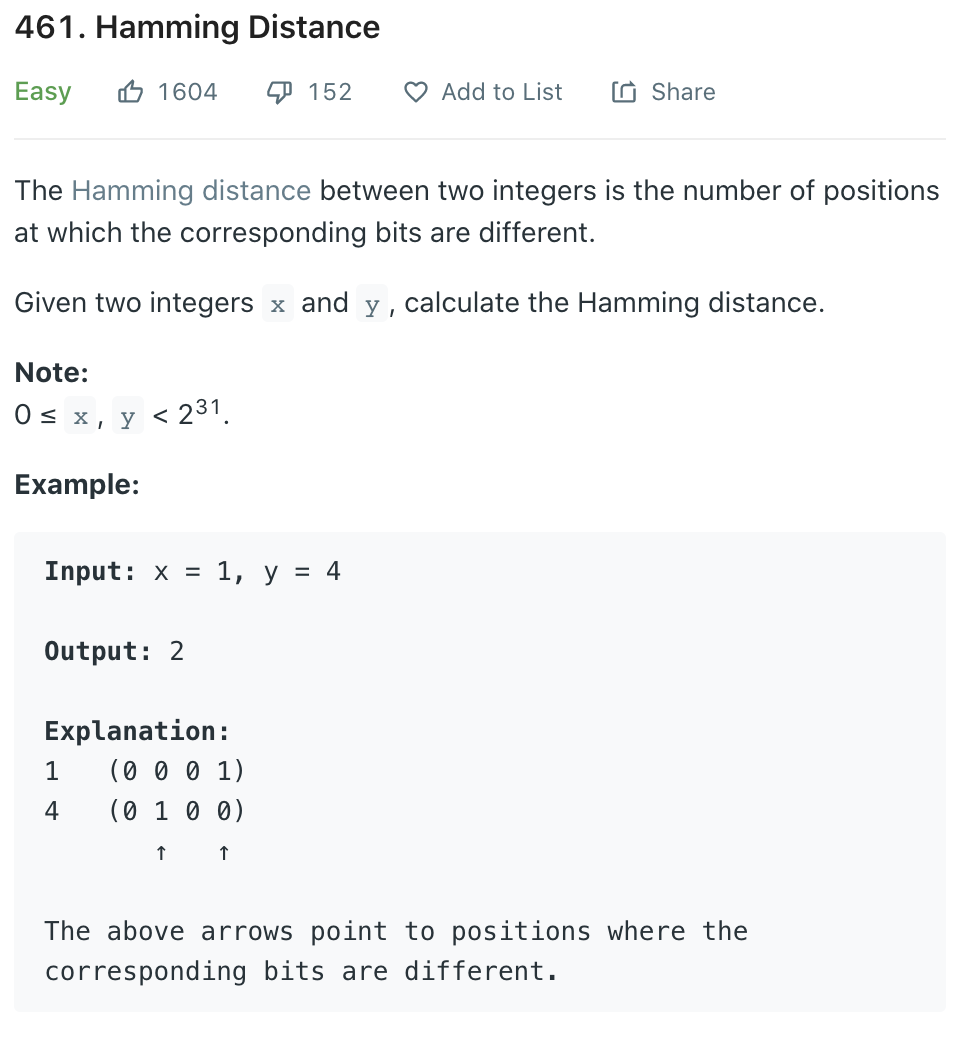 461. Hamming Distance
Easy 1604 152 Add to List Share
The Hamming distance between two integers is the number of positions
at which the corresponding bits are different.
Given two integers x and y, calculate the Hamming distance.
Note:
0 ≤ x, y < 2³¹.
Example:
Input: x = 1, y = 4
Output: 2
Explanation:
1   (0 0 0 1)
4   (0 1 0 0)
       ↑   ↑
The above arrows point to positions where the
corresponding bits are different.